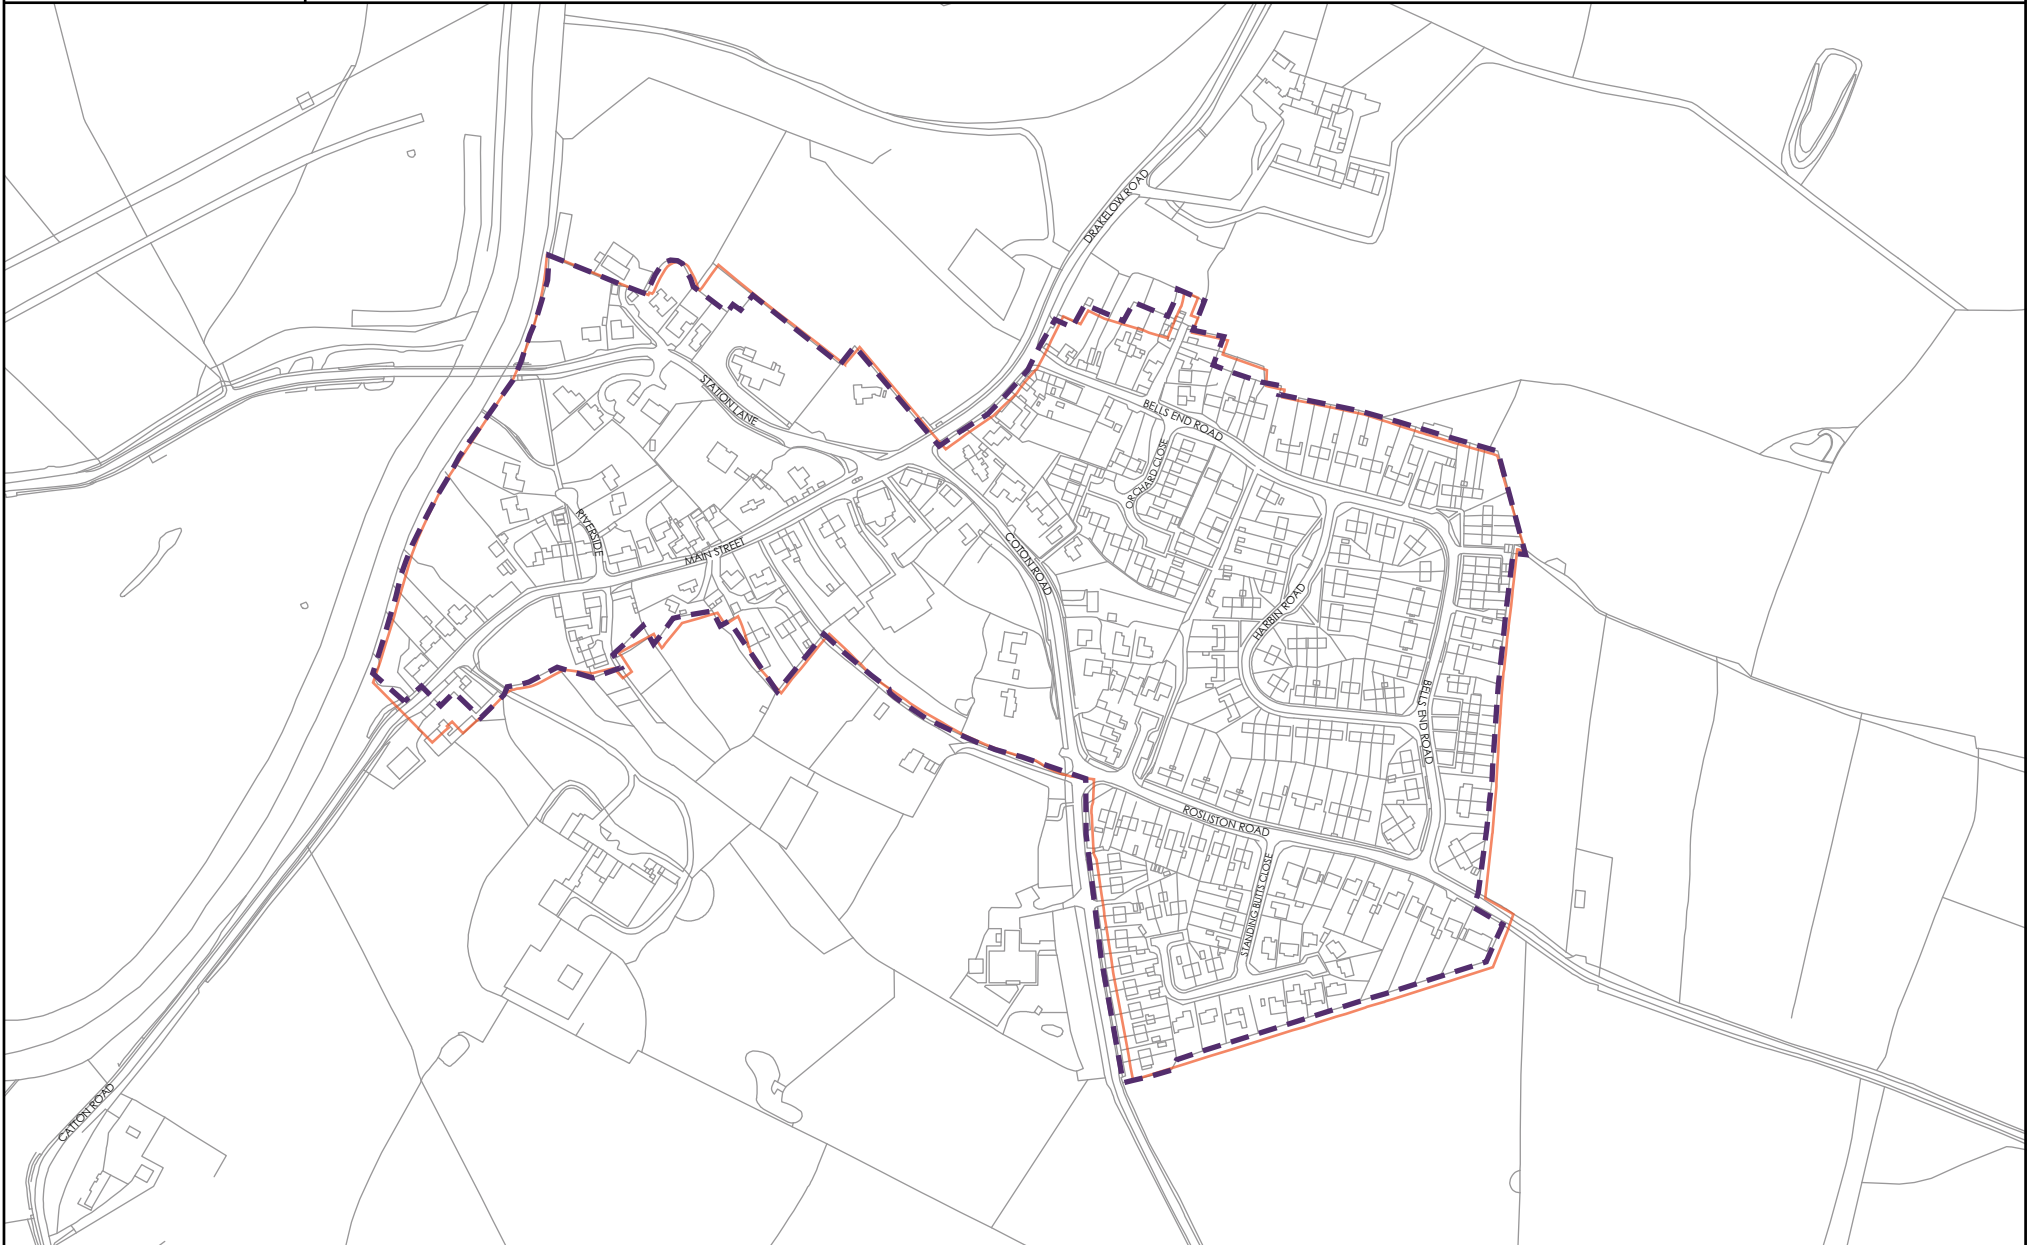 DRAKELOW ROAD
STATION LANE
BELLS END ROAD
ORCHARD CLOSE
RIVERSIDE
MAIN STREET
COTON ROAD
HARBIN ROAD
BELLS END ROAD
ROSLISTON ROAD
STANDING BUTTS CLOSE
CATTON ROAD